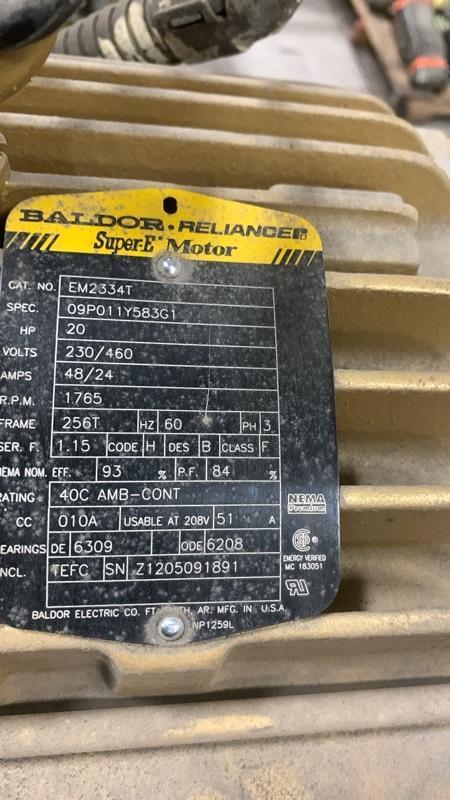 BALDOR • RELIANCER
Super-E® Motor
CAT. NO. EM2334T
SPEC. 09P011Y583G1
HP 20
VOLTS 230/460
AMPS 48/24
R.P.M. 1765
FRAME 256T HZ 60 PH 3
SER. F. 1.15 CODE H DES B CLASS F
NEMA NOM. EFF. 93 % P.F. 84 %
RATING 40C AMB-CONT
CC 010A USABLE AT 208V 51 A
BEARINGS DE 6309 ODE 6208
ENCL. TEFC SN Z1205091891
NEMA
Premium
ENERGY VERIFIED
MC 183051
BALDOR ELECTRIC CO. FT. SMITH, AR. MFG. IN U.S.A.
NP1259L